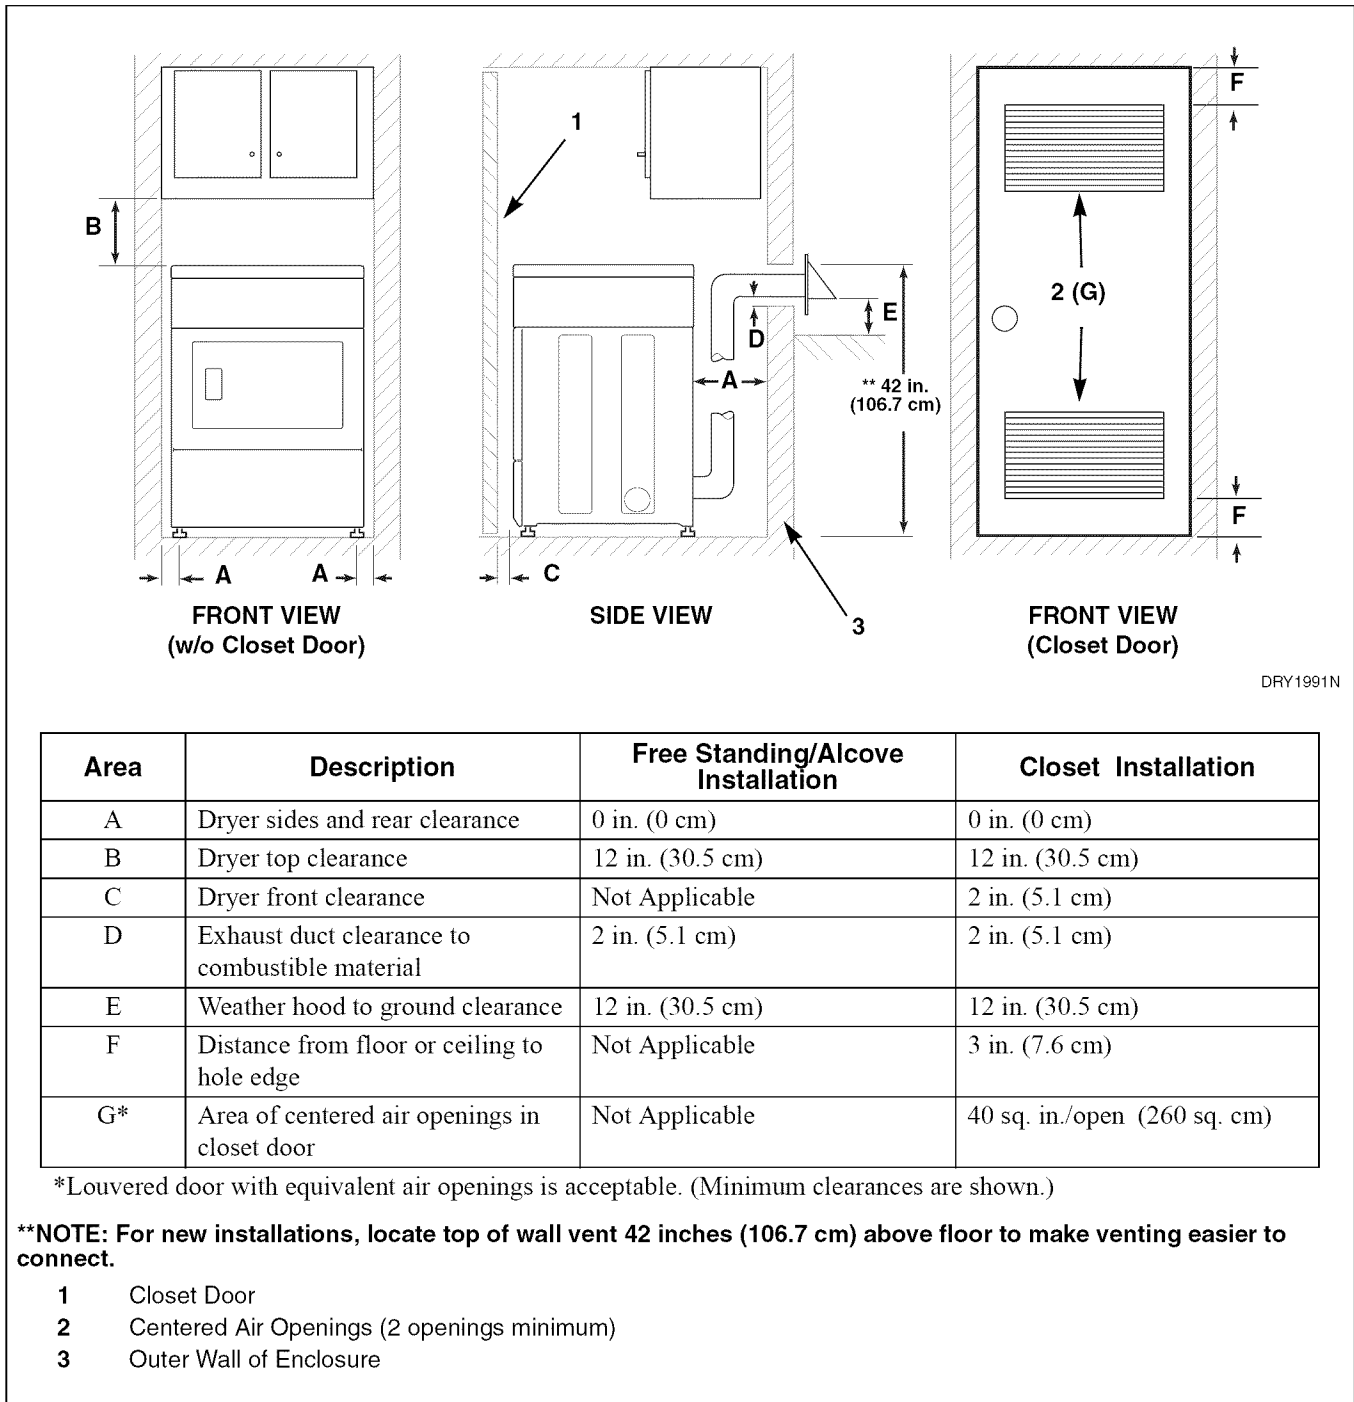 1
F
B
2 (G)
E
D
A
** 42 in.
(106.7 cm)
F
A
A
C
FRONT VIEW
(w/o Closet Door)
SIDE VIEW
3
FRONT VIEW
(Closet Door)
DRY1991N
Area Description Free Standing/Alcove Installation Closet Installation
A Dryer sides and rear clearance 0 in. (0 cm) 0 in. (0 cm)
B Dryer top clearance 12 in. (30.5 cm) 12 in. (30.5 cm)
C Dryer front clearance Not Applicable 2 in. (5.1 cm)
D Exhaust duct clearance to 2 in. (5.1 cm) 2 in. (5.1 cm)
combustible material
E Weather hood to ground clearance 12 in. (30.5 cm) 12 in. (30.5 cm)
F Distance from floor or ceiling to Not Applicable 3 in. (7.6 cm)
hole edge
G* Area of centered air openings in Not Applicable 40 sq. in./open (260 sq. cm)
closet door
*Louvered door with equivalent air openings is acceptable. (Minimum clearances are shown.)
**NOTE: For new installations, locate top of wall vent 42 inches (106.7 cm) above floor to make venting easier to
connect.
1 Closet Door
2 Centered Air Openings (2 openings minimum)
3 Outer Wall of Enclosure